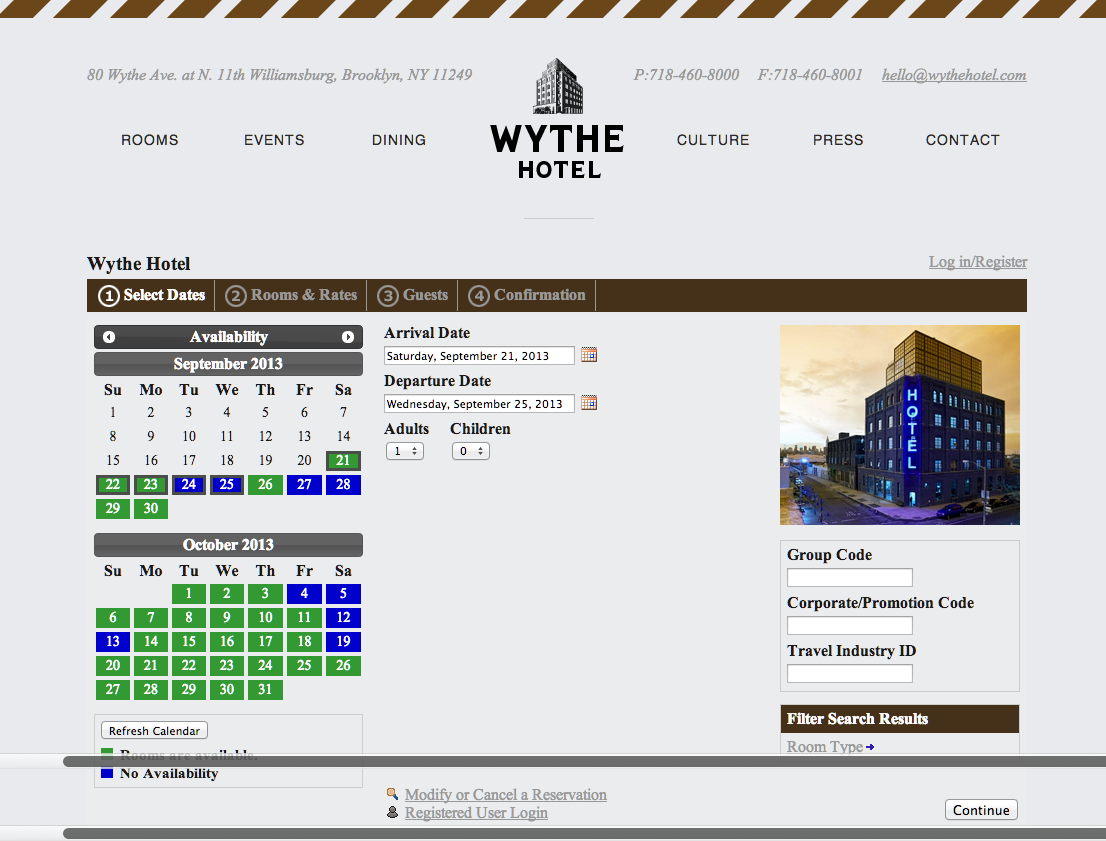 80 Wythe Ave. at N. 11th Williamsburg, Brooklyn, NY 11249
P:718-460-8000 F:718-460-8001 hello@wythehotel.com
ROOMS EVENTS DINING
WYTHE
HOTEL
CULTURE PRESS CONTACT
Wythe Hotel
Log in/Register
1 Select Dates 2 Rooms & Rates 3 Guests 4 Confirmation
Availability
September 2013
Su Mo Tu We Th Fr Sa
1 2 3 4 5 6 7
8 9 10 11 12 13 14
15 16 17 18 19 20 21
22 23 24 25 26 27 28
29 30
October 2013
Su Mo Tu We Th Fr Sa
1 2 3 4 5
6 7 8 9 10 11 12
13 14 15 16 17 18 19
20 21 22 23 24 25 26
27 28 29 30 31
Refresh Calendar
Rooms are available.
No Availability
Arrival Date
Saturday, September 21, 2013
Departure Date
Wednesday, September 25, 2013
Adults Children
1 0
Modify or Cancel a Reservation
Registered User Login
HOTEL
Group Code
Corporate/Promotion Code
Travel Industry ID
Filter Search Results
Room Type
Continue